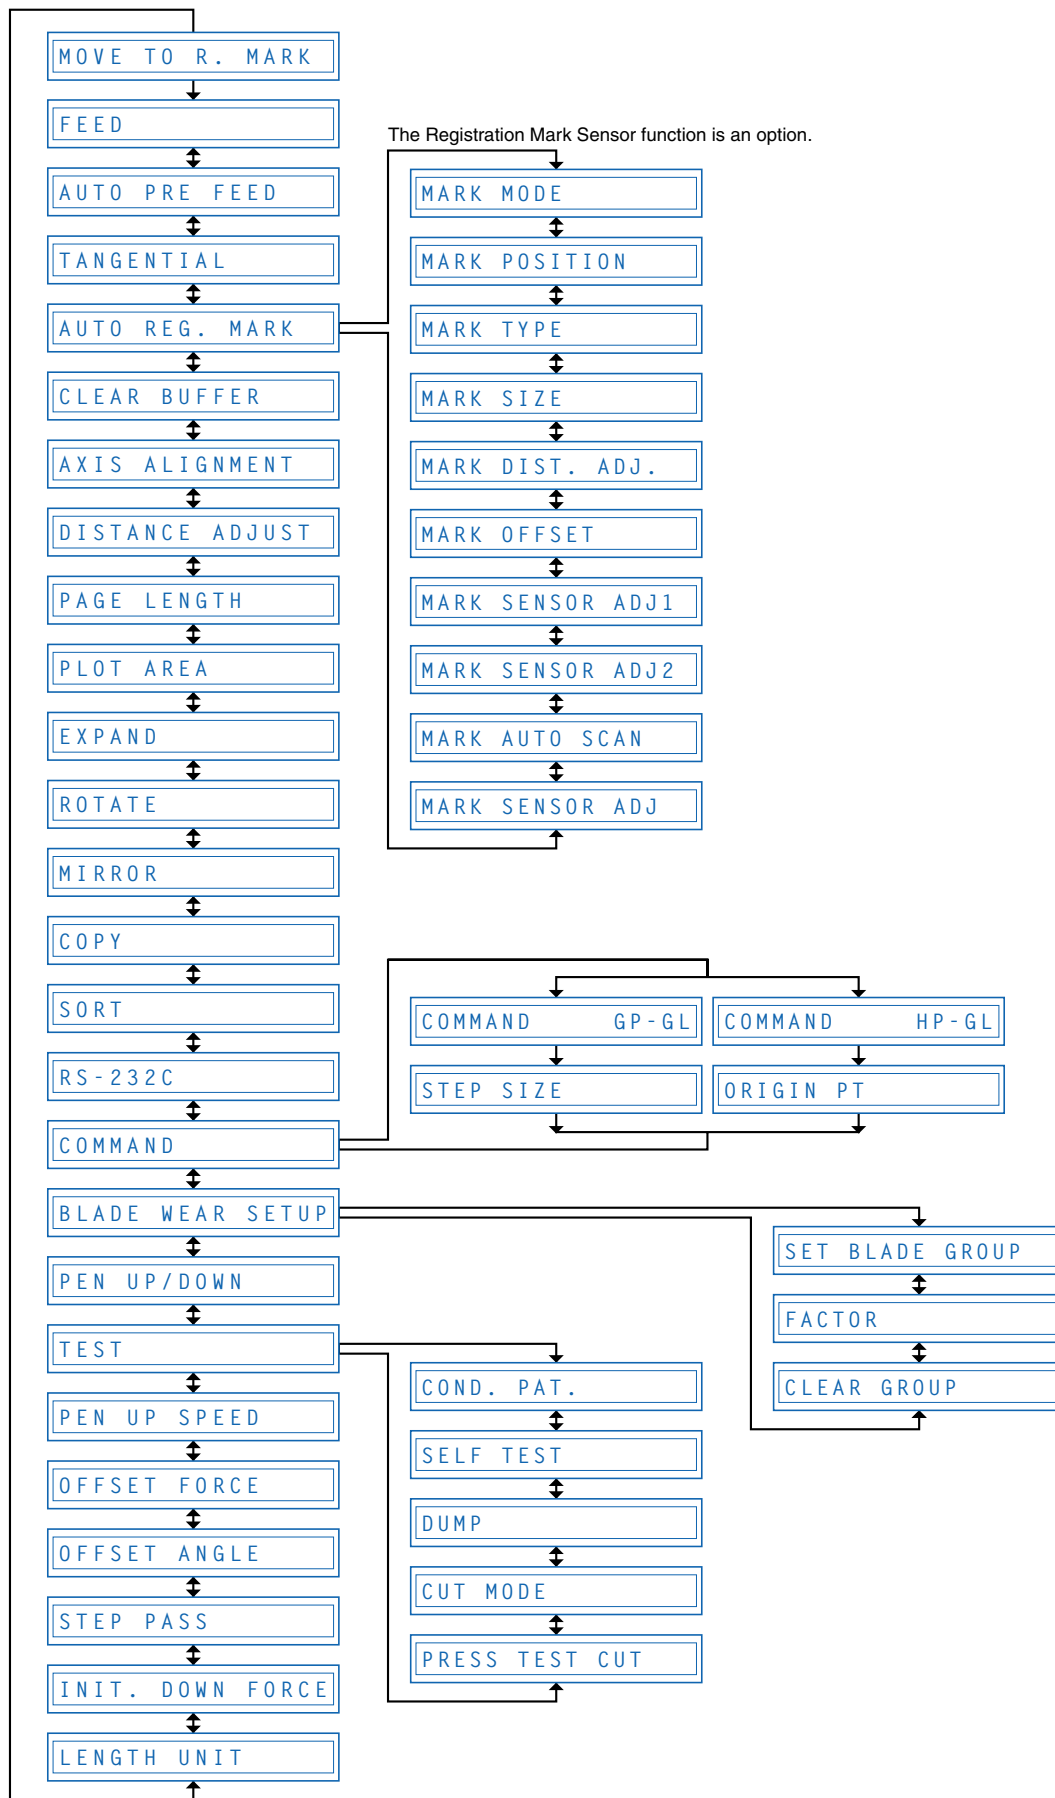 MOVE TO R. MARK
FEED
AUTO PRE FEED
TANGENTIAL
AUTO REG. MARK
CLEAR BUFFER
AXIS ALIGNMENT
DISTANCE ADJUST
PAGE LENGTH
PLOT AREA
EXPAND
ROTATE
MIRROR
COPY
SORT
RS-232C
COMMAND
BLADE WEAR SETUP
PEN UP/DOWN
TEST
PEN UP SPEED
OFFSET FORCE
OFFSET ANGLE
STEP PASS
INIT. DOWN FORCE
LENGTH UNIT
The Registration Mark Sensor function is an option.
MARK MODE
MARK POSITION
MARK TYPE
MARK SIZE
MARK DIST. ADJ.
MARK OFFSET
MARK SENSOR ADJ1
MARK SENSOR ADJ2
MARK AUTO SCAN
MARK SENSOR ADJ
COMMAND GP-GL
STEP SIZE
COMMAND HP-GL
ORIGIN PT
SET BLADE GROUP
FACTOR
CLEAR GROUP
COND. PAT.
SELF TEST
DUMP
CUT MODE
PRESS TEST CUT